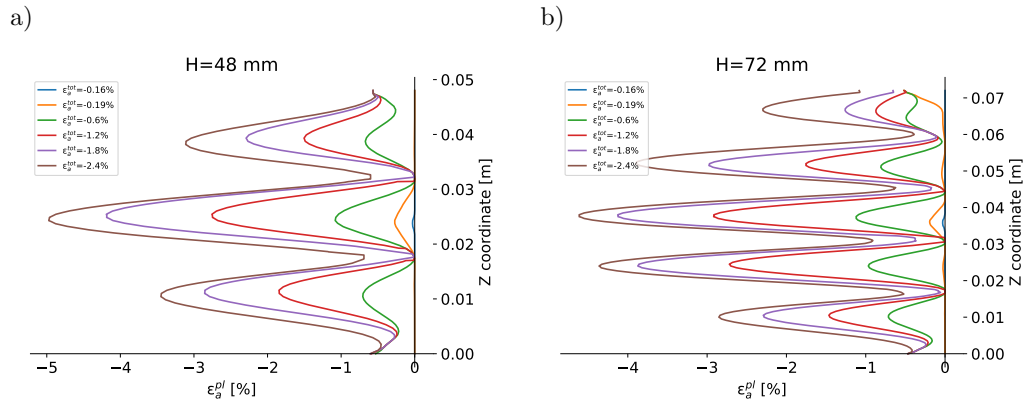 a)
b)
H=48 mm
H=72 mm
ε_a^{tot}=-0.16%
ε_a^{tot}=-0.19%
ε_a^{tot}=-0.6%
ε_a^{tot}=-1.2%
ε_a^{tot}=-1.8%
ε_a^{tot}=-2.4%
0.05
0.04
0.03
0.02
0.01
0.00
Z coordinate [m]
−5 −4 −3 −2 −1 0
ε_a^{pl} [%]
ε_a^{tot}=-0.16%
ε_a^{tot}=-0.19%
ε_a^{tot}=-0.6%
ε_a^{tot}=-1.2%
ε_a^{tot}=-1.8%
ε_a^{tot}=-2.4%
0.07
0.06
0.05
0.04
0.03
0.02
0.01
0.00
Z coordinate [m]
−4 −3 −2 −1 0
ε_a^{pl} [%]